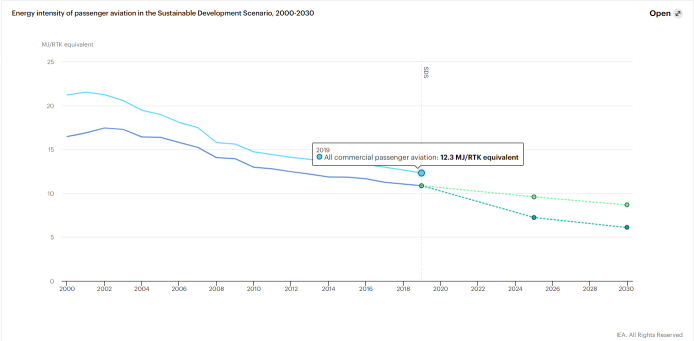 Energy intensity of passenger aviation in the Sustainable Development Scenario, 2000-2030
Open
MJ/RTK equivalent
25
20
15
10
5
0
SDS
2019
All commercial passenger aviation: 12.3 MJ/RTK equivalent
2000 2002 2004 2006 2008 2010 2012 2014 2016 2018 2020 2022 2024 2026 2028 2030
IEA. All Rights Reserved